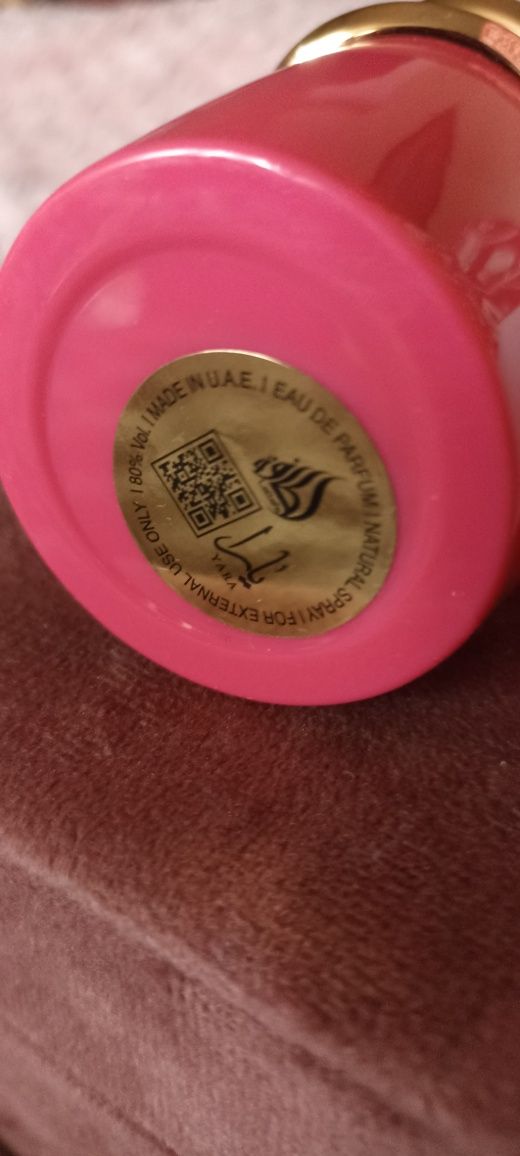 MADE IN U.A.E. | EAU DE PARFUM | NATURAL SPRAY | FOR EXTERNAL USE ONLY | 80% Vol. |
يارا
YARA